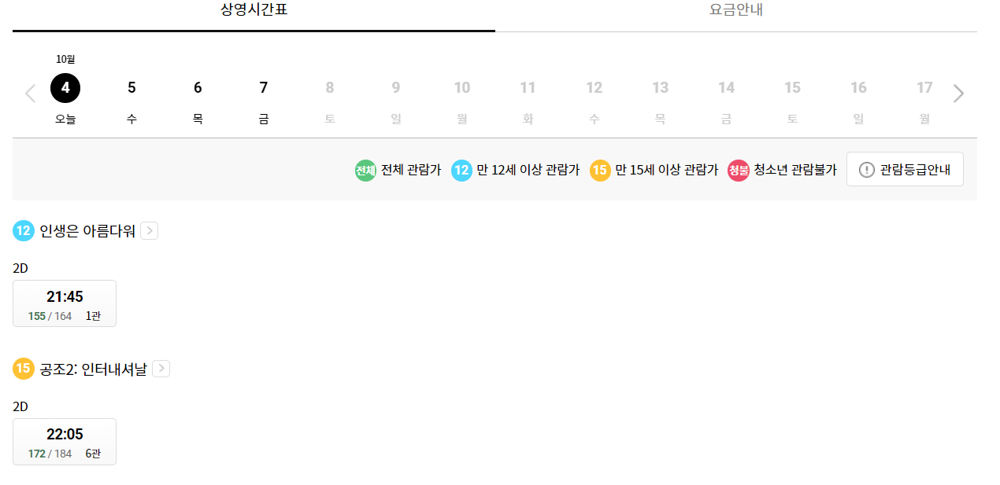 상영시간표 요금안내
10월
4 5 6 7 8 9 10 11 12 13 14 15 16 17
오늘 수 목 금 토 일 월 화 수 목 금 토 일 월
전체 전체 관람가 12 만 12세 이상 관람가 15 만 15세 이상 관람가 청불 청소년 관람불가 관람등급안내
12 인생은 아름다워
2D
21:45
155 / 164 1관
15 공조2: 인터내셔날
2D
22:05
172 / 184 6관